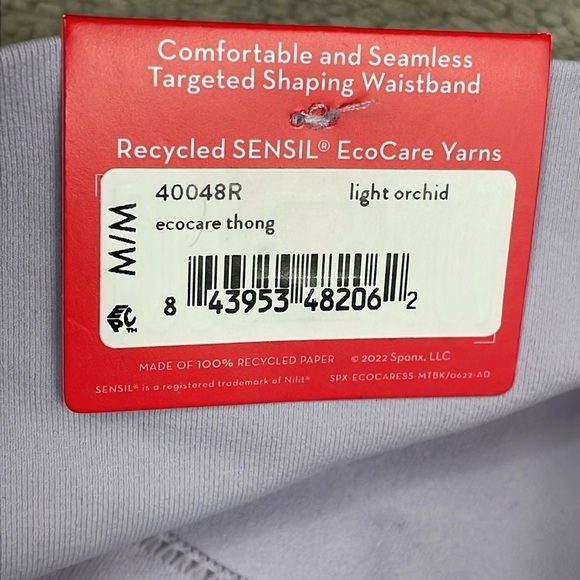 Comfortable and Seamless
Targeted Shaping Waistband
Recycled SENSIL® EcoCare Yarns
40048R light orchid
ecocare thong
M/M
8 43953 48206 2
EPC™
MADE OF 100% RECYCLED PAPER © 2022 Spanx, LLC
SENSIL® is a registered trademark of Nilit® SPX-ECOCARESS-MTBK/0622-AD